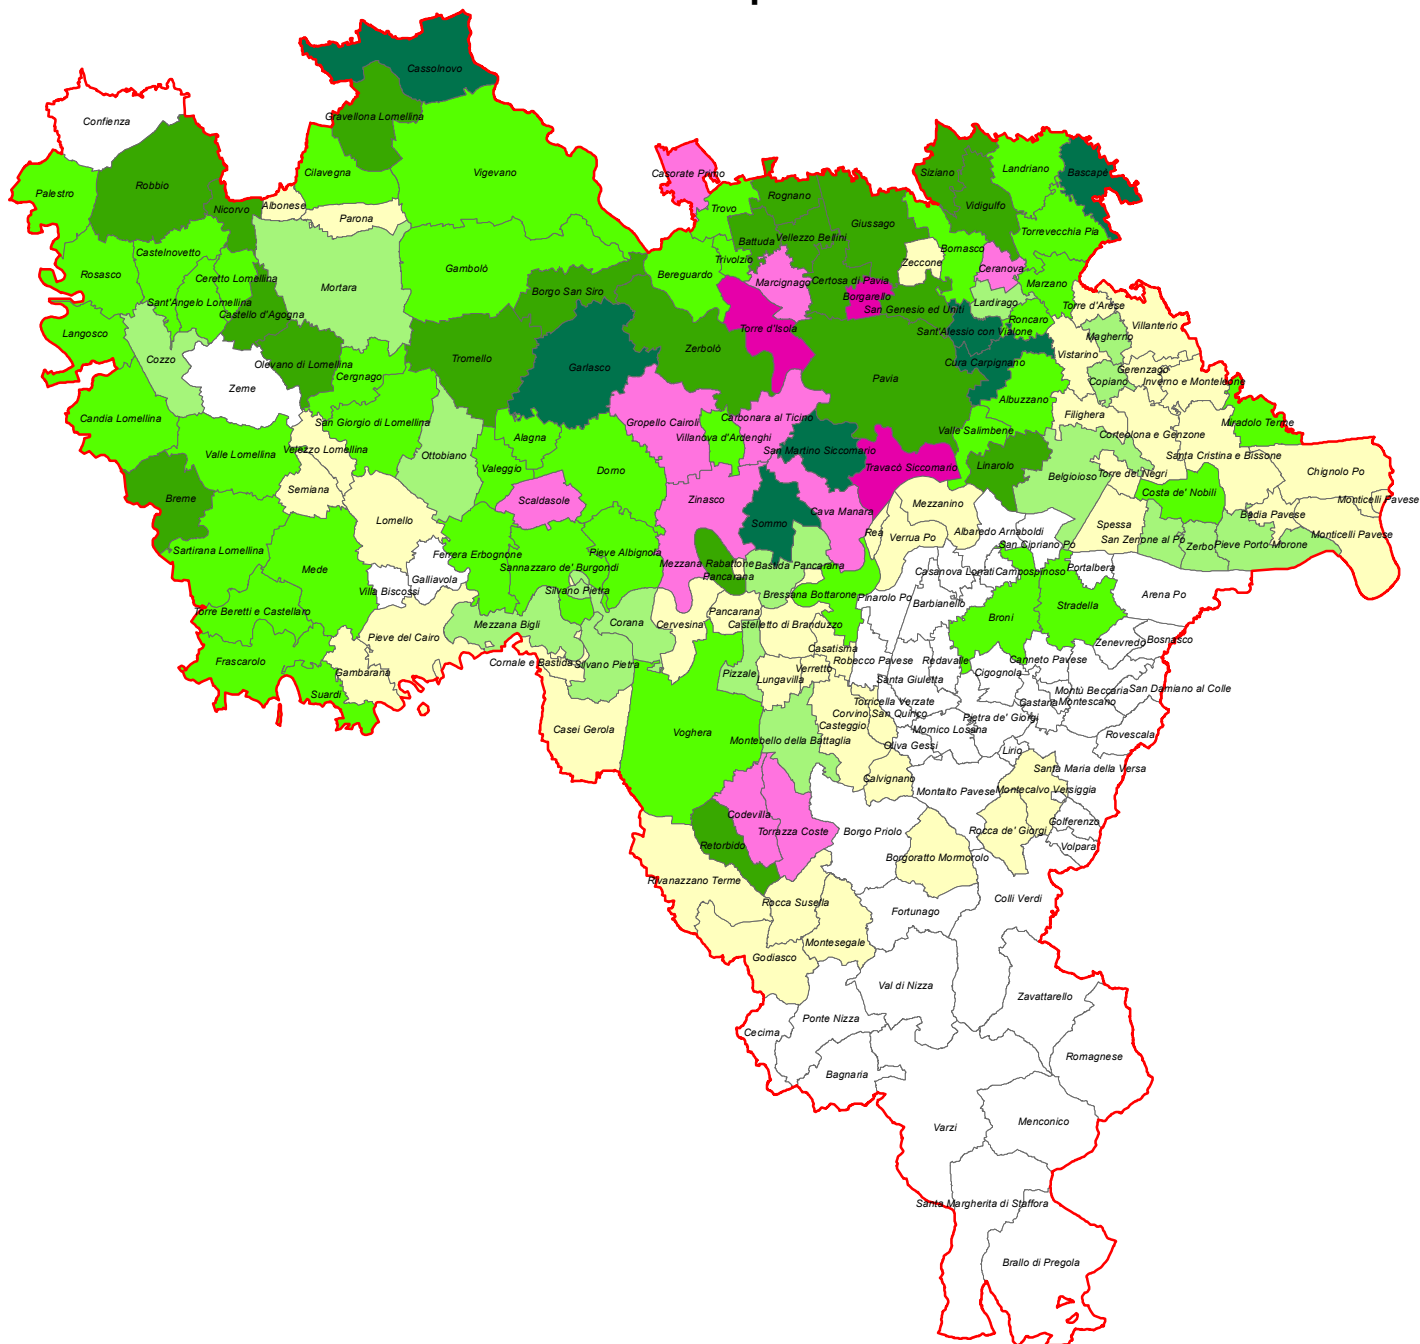 Cassolnovo
Confienza
Gravellona Lomellina
Palestro
Robbio
Cilavegna
Vigevano
Casorate Primo
Siziano
Landriano
Bascapè
Nicorvo
Albonese
Parona
Trovo
Rognano
Vidigulfo
Giussago
Torrevecchia Pia
Battuda
Vellezzo Bellini
Castelnovetto
Rosasco
Ceretto Lomellina
Mortara
Gambolò
Bereguardo
Trivolzio
Zeccone
Bornasco
Ceranova
Marcignago
Certosa di Pavia
Marzano
Sant'Angelo Lomellina
Castello d'Agogna
Borgo San Siro
Borgarello
San Genesio ed Uniti
Lardirago
Roncaro
Torre d'Arese
Villanterio
Langosco
Cozzo
Olevano di Lomellina
Tromello
Garlasco
Zerbolò
Torre d'Isola
Sant'Alessio con Vialone
Magherno
Vistarino
Zeme
Cergnago
Pavia
Cura Carpignano
Copiano
Gerenzago
Inverno e Monteleone
Albuzzano
Candia Lomellina
San Giorgio di Lomellina
Gropello Cairoli
Carbonara al Ticino
Filighera
Miradolo Terme
Alagna
Villanova d'Ardenghi
San Martino Siccomario
Valle Salimbene
Corteolona e Genzone
Valle Lomellina
Velezzo Lomellina
Ottobiano
Valeggio
Domo
Travacò Siccomario
Linarolo
Santa Cristina e Bissone
Belgioioso
Torre de' Negri
Chignolo Po
Breme
Semiana
Scaldasole
Zinasco
Costa de' Nobili
Monticelli Pavese
Lomello
Sommo
Cava Manara
Mezzanino
Badia Pavese
Spessa
Sartirana Lomellina
Mede
Ferrera Erbognone
Sannazzaro de' Burgondi
Pieve Albignola
Rea
Verrua Po
Albaredo Arnaboldi
San Cipriano Po
San Zenone al Po
Zerbo
Pieve Porto Morone
Monticelli Pavese
Galliavola
Villa Biscossi
Mezzana Rabattone
Pancarana
Bastida Pancarana
Casanova Lonati
Campospinoso
Portalbera
Arena Po
Torre Beretti e Castellaro
Silvano Pietra
Bressana Bottarone
Pinarolo Po
Barbianello
Broni
Stradella
Pieve del Cairo
Mezzana Bigli
Corana
Cervesina
Pancarana
Castelletto di Branduzzo
Zenevredo
Bosnasco
Frascarolo
Suardi
Gambarana
Cornale e Bastida
Silvano Pietra
Pizzale
Lungavilla
Casatisma
Verretto
Robecco Pavese
Redavalle
Santa Giuletta
Cigognola
Canneto Pavese
Montù Beccaria
San Damiano al Colle
Castana
Montescano
Casei Gerola
Voghera
Montebello della Battaglia
Torricella Verzate
Corvino San Quirico
Casteggio
Mornico Losana
Pietra de' Giorgi
Oliva Gessi
Lirio
Rovescala
Santa Maria della Versa
Calvignano
Montalto Pavese
Montecalvo Versiggia
Codevilla
Torrazza Coste
Retorbido
Borgo Priolo
Rocca de' Giorgi
Golferenzo
Volpara
Borgoratto Mormorolo
Rivanazzano Terme
Rocca Susella
Fortunago
Colli Verdi
Montesegale
Godiasco
Val di Nizza
Zavattarello
Cecima
Ponte Nizza
Romagnese
Bagnaria
Varzi
Menconico
Santa Margherita di Staffora
Brallo di Pregola